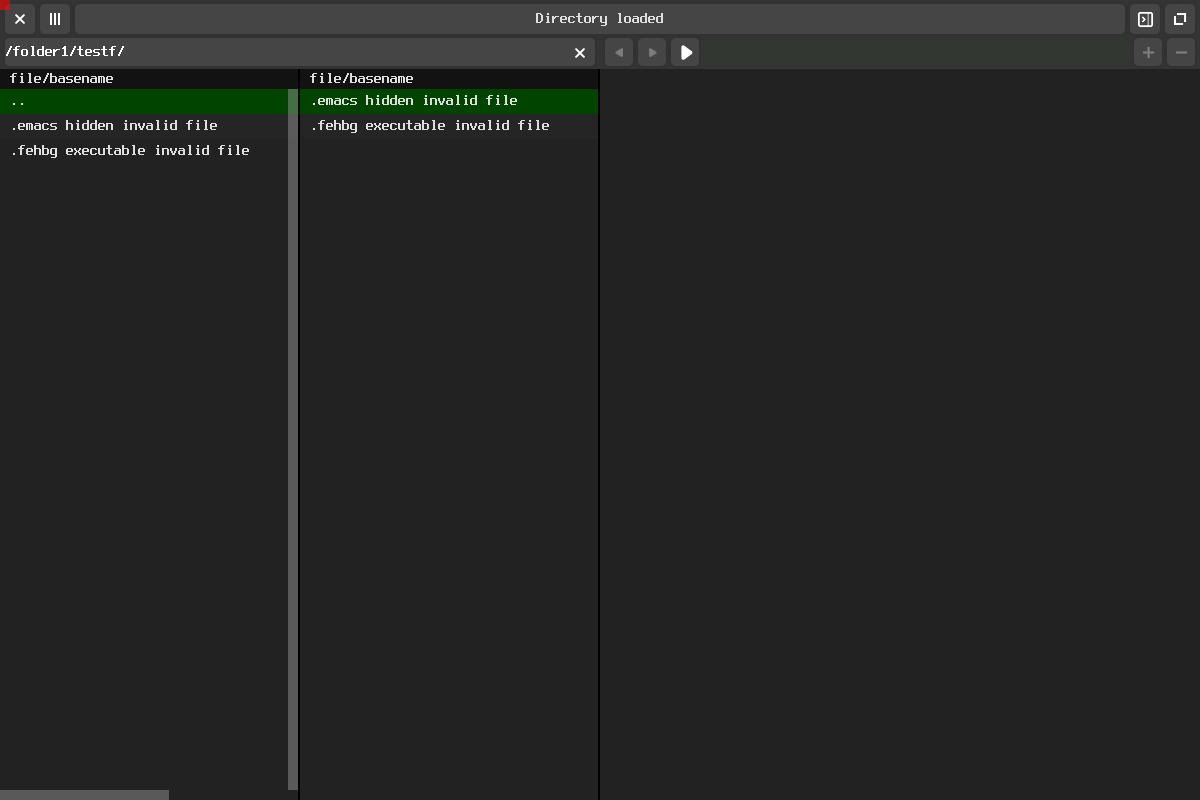 Directory loaded
/folder1/testf/
file/basename
..
.emacs hidden invalid file
.fehbg executable invalid file
file/basename
.emacs hidden invalid file
.fehbg executable invalid file